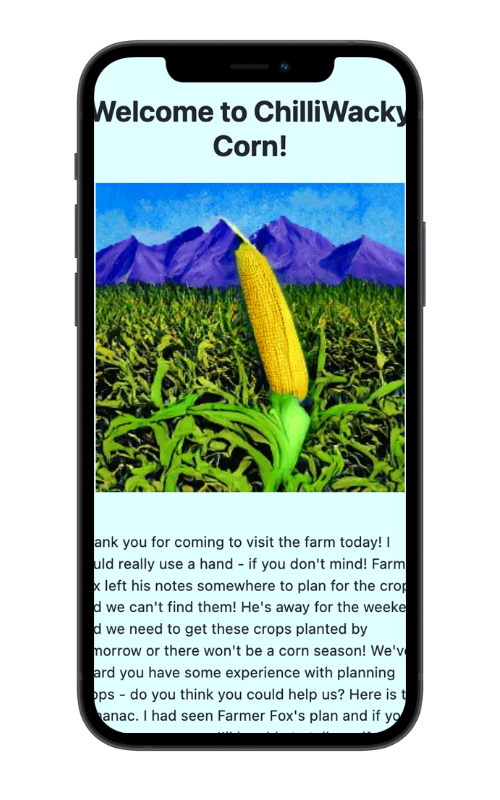 Welcome to ChilliWacky
Corn!
ank you for coming to visit the farm today! I
uld really use a hand - if you don't mind! Farm
x left his notes somewhere to plan for the crop
d we can't find them! He's away for the weeke
d we need to get these crops planted by
morrow or there won't be a corn season! We'v
ard you have some experience with planning
ops - do you think you could help us? Here is t
manac. I had seen Farmer Fox's plan and if yo